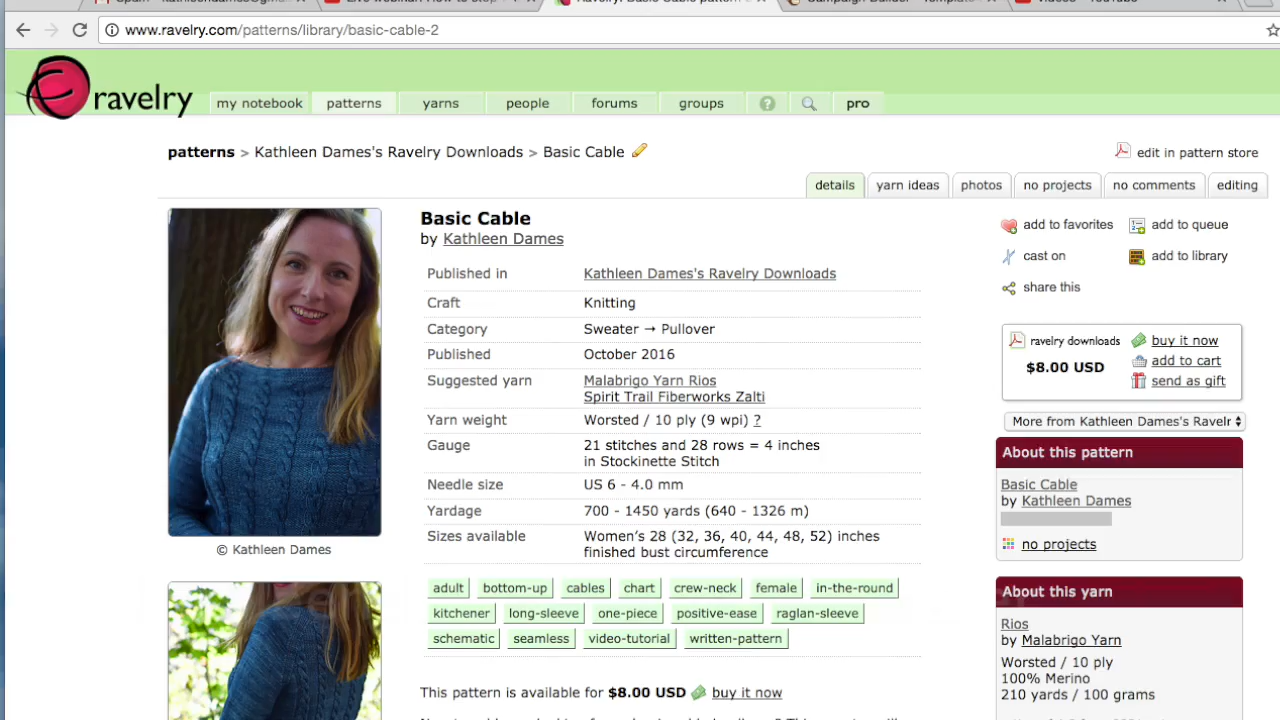 www.ravelry.com/patterns/library/basic-cable-2
ravelry
my notebook
patterns
yarns
people
forums
groups
?
pro
patterns > Kathleen Dames's Ravelry Downloads > Basic Cable
edit in pattern store
details
yarn ideas
photos
no projects
no comments
editing
Basic Cable
by Kathleen Dames
Published in Kathleen Dames's Ravelry Downloads
Craft Knitting
Category Sweater → Pullover
Published October 2016
Suggested yarn Malabrigo Yarn Rios
Spirit Trail Fiberworks Zalti
Yarn weight Worsted / 10 ply (9 wpi) ?
Gauge 21 stitches and 28 rows = 4 inches
in Stockinette Stitch
Needle size US 6 - 4.0 mm
Yardage 700 - 1450 yards (640 - 1326 m)
Sizes available Women's 28 (32, 36, 40, 44, 48, 52) inches
finished bust circumference
adult bottom-up cables chart crew-neck female in-the-round
kitchener long-sleeve one-piece positive-ease raglan-sleeve
schematic seamless video-tutorial written-pattern
This pattern is available for $8.00 USD buy it now
© Kathleen Dames
add to favorites
add to queue
cast on
add to library
share this
ravelry downloads
$8.00 USD
buy it now
add to cart
send as gift
More from Kathleen Dames's Ravelr
About this pattern
Basic Cable
by Kathleen Dames
no projects
About this yarn
Rios
by Malabrigo Yarn
Worsted / 10 ply
100% Merino
210 yards / 100 grams